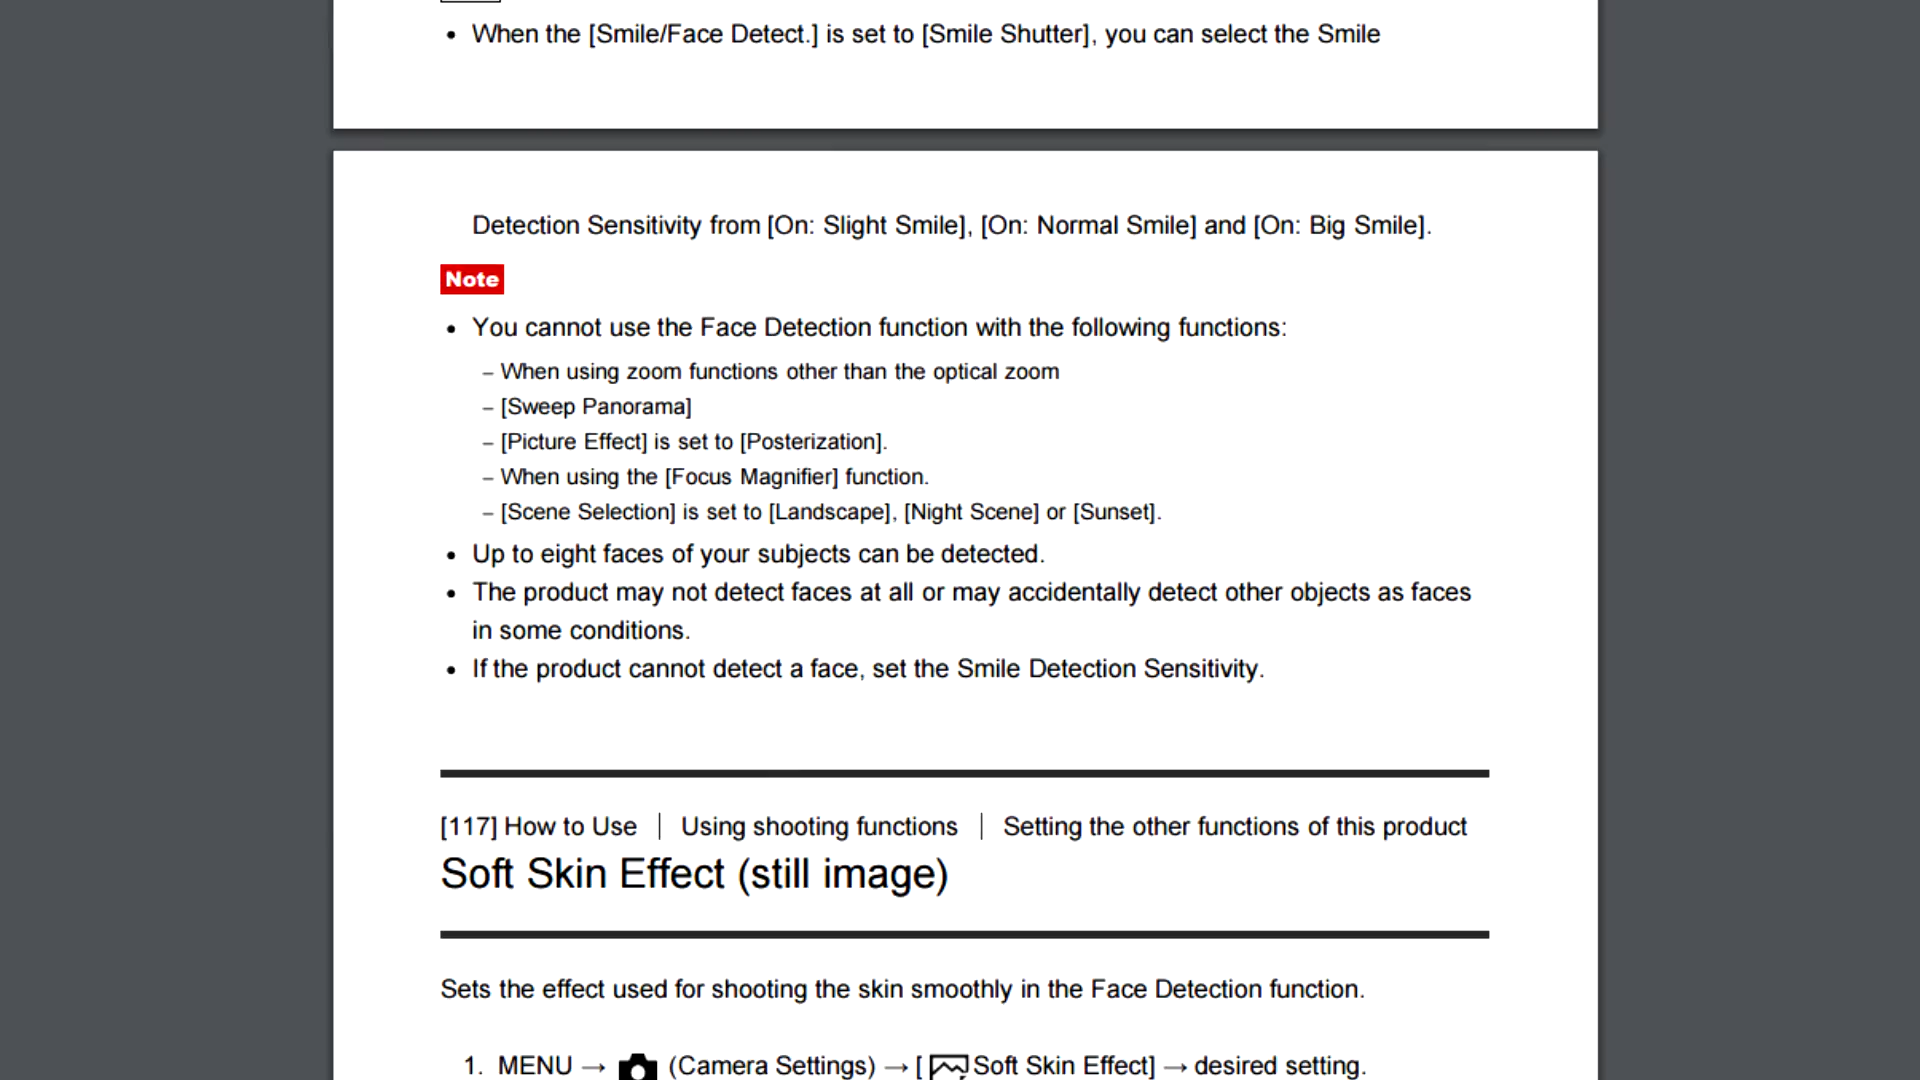 • When the [Smile/Face Detect.] is set to [Smile Shutter], you can select the Smile
Detection Sensitivity from [On: Slight Smile], [On: Normal Smile] and [On: Big Smile].
Note
• You cannot use the Face Detection function with the following functions:
– When using zoom functions other than the optical zoom
– [Sweep Panorama]
– [Picture Effect] is set to [Posterization].
– When using the [Focus Magnifier] function.
– [Scene Selection] is set to [Landscape], [Night Scene] or [Sunset].
• Up to eight faces of your subjects can be detected.
• The product may not detect faces at all or may accidentally detect other objects as faces
in some conditions.
• If the product cannot detect a face, set the Smile Detection Sensitivity.
[117] How to Use | Using shooting functions | Setting the other functions of this product
Soft Skin Effect (still image)
Sets the effect used for shooting the skin smoothly in the Face Detection function.
1. MENU → (Camera Settings) → [ Soft Skin Effect] → desired setting.